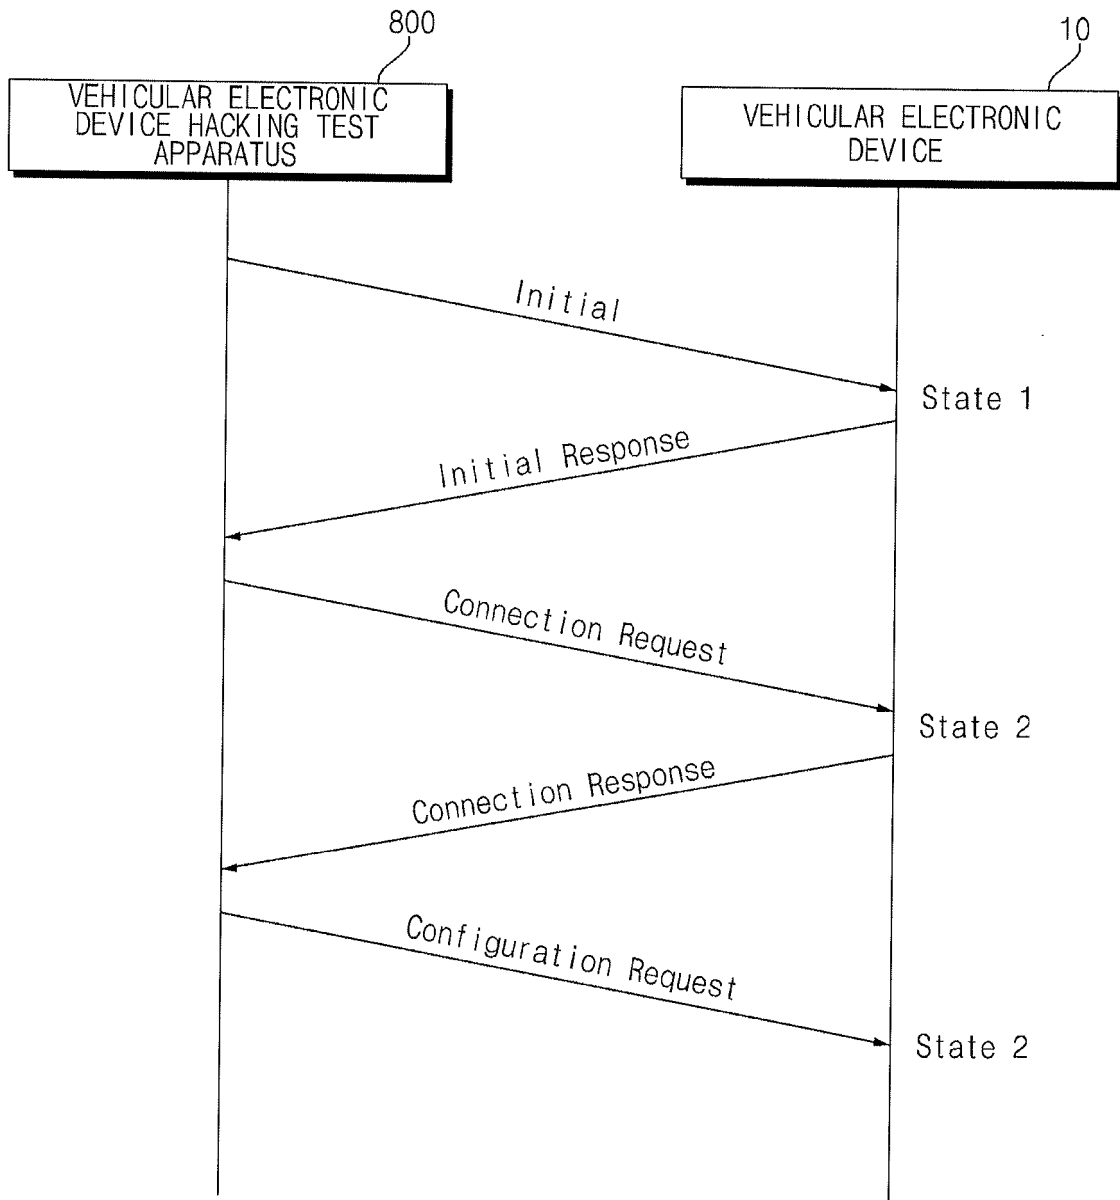 800
10
VEHICULAR ELECTRONIC
DEVICE HACKING TEST
APPARATUS
VEHICULAR ELECTRONIC
DEVICE
Initial
State 1
Initial Response
Connection Request
State 2
Connection Response
Configuration Request
State 2